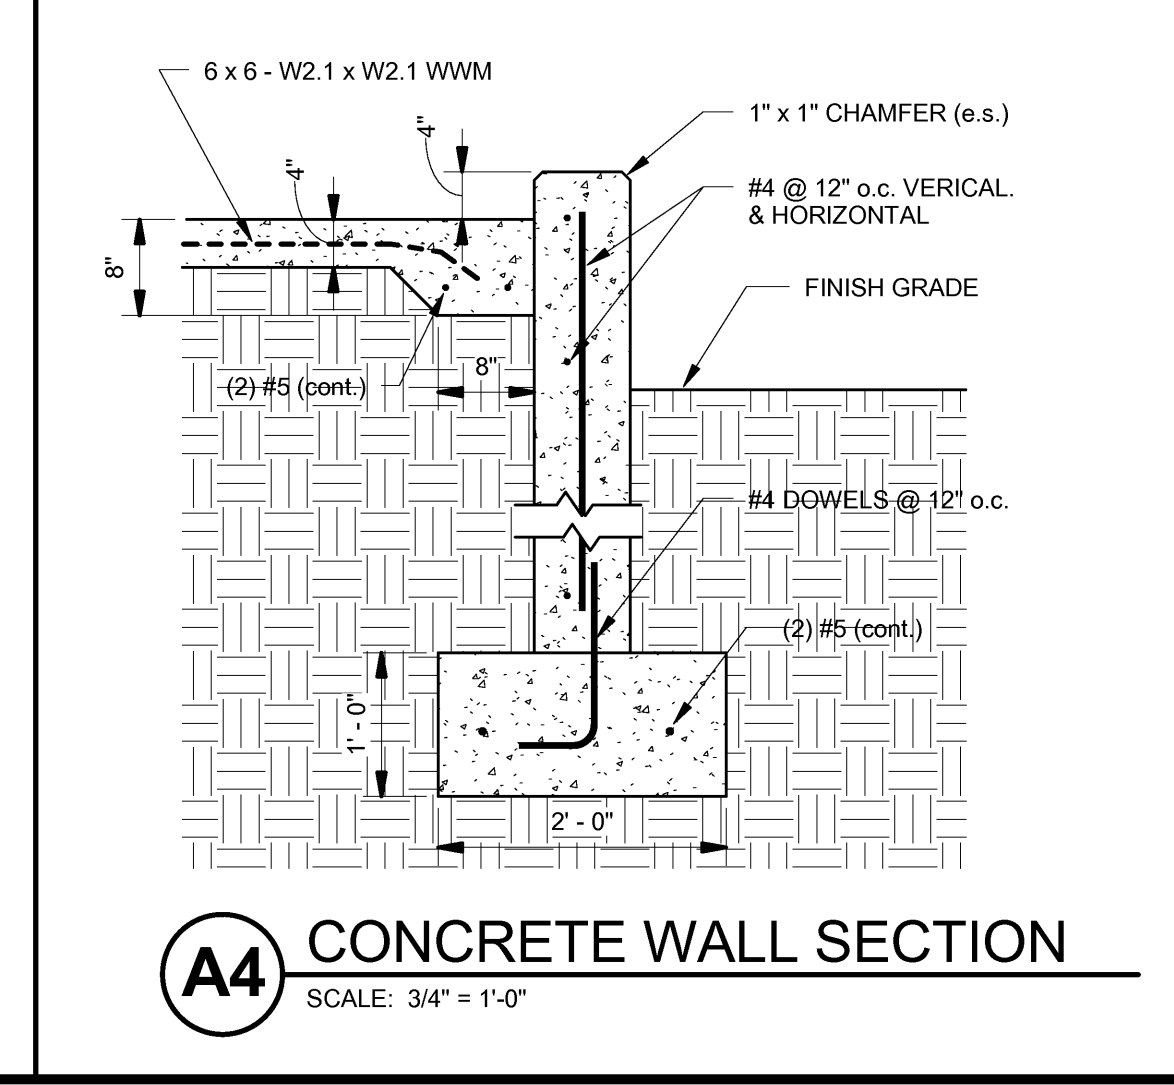 6 x 6 - W2.1 x W2.1 WWM
4"
1" x 1" CHAMFER (e.s.)
4"
#4 @ 12" o.c. VERICAL.
& HORIZONTAL
8"
FINISH GRADE
8"
(2) #5 (cont.)
#4 DOWELS @ 12" o.c.
(2) #5 (cont.)
1' - 0"
2' - 0"
A4
CONCRETE WALL SECTION
SCALE: 3/4" = 1'-0"